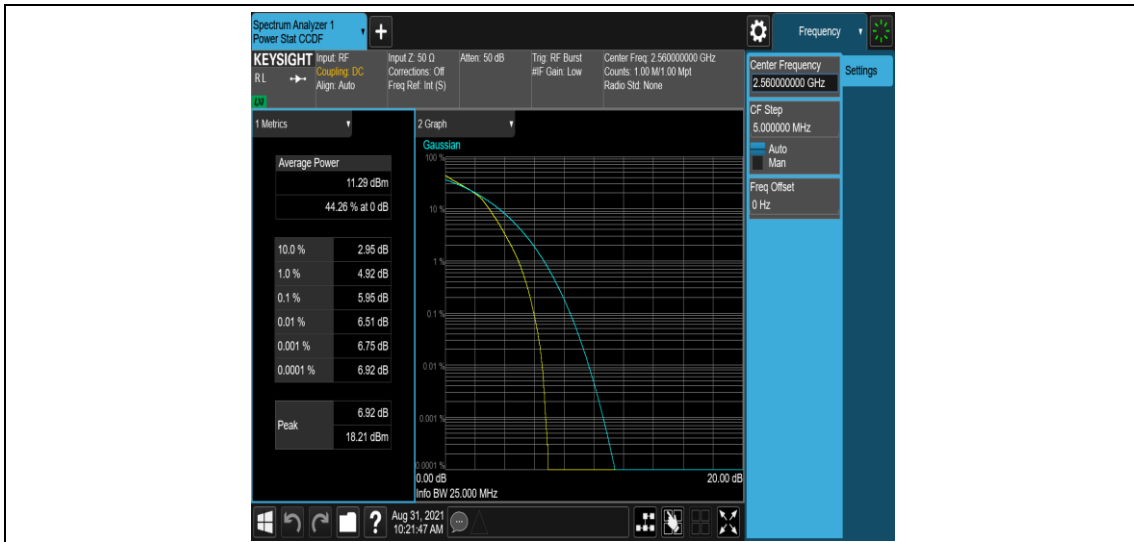 Spectrum Analyzer 1
Power Stat CCDF
Frequency
KEYSIGHT
RL
LXI
Input: RF
Coupling: DC
Align: Auto
Input Z: 50 Ω
Corrections: Off
Freq Ref: Int (S)
Atten: 50 dB
Trig: RF Burst
#IF Gain: Low
Center Freq: 2.560000000 GHz
Counts: 1.00 M/1.00 Mpt
Radio Std: None
Center Frequency
2.560000000 GHz
Settings
CF Step
5.000000 MHz
Auto
Man
Freq Offset
0 Hz
1 Metrics
Average Power
11.29 dBm
44.26 % at 0 dB
10.0 % 2.95 dB
1.0 % 4.92 dB
0.1 % 5.95 dB
0.01 % 6.51 dB
0.001 % 6.75 dB
0.0001 % 6.92 dB
Peak
6.92 dB
18.21 dBm
2 Graph
Gaussian
100 %
10 %
1 %
0.1 %
0.01 %
0.001 %
0.0001 %
0.00 dB
20.00 dB
Info BW 25.000 MHz
?
Aug 31, 2021
10:21:47 AM